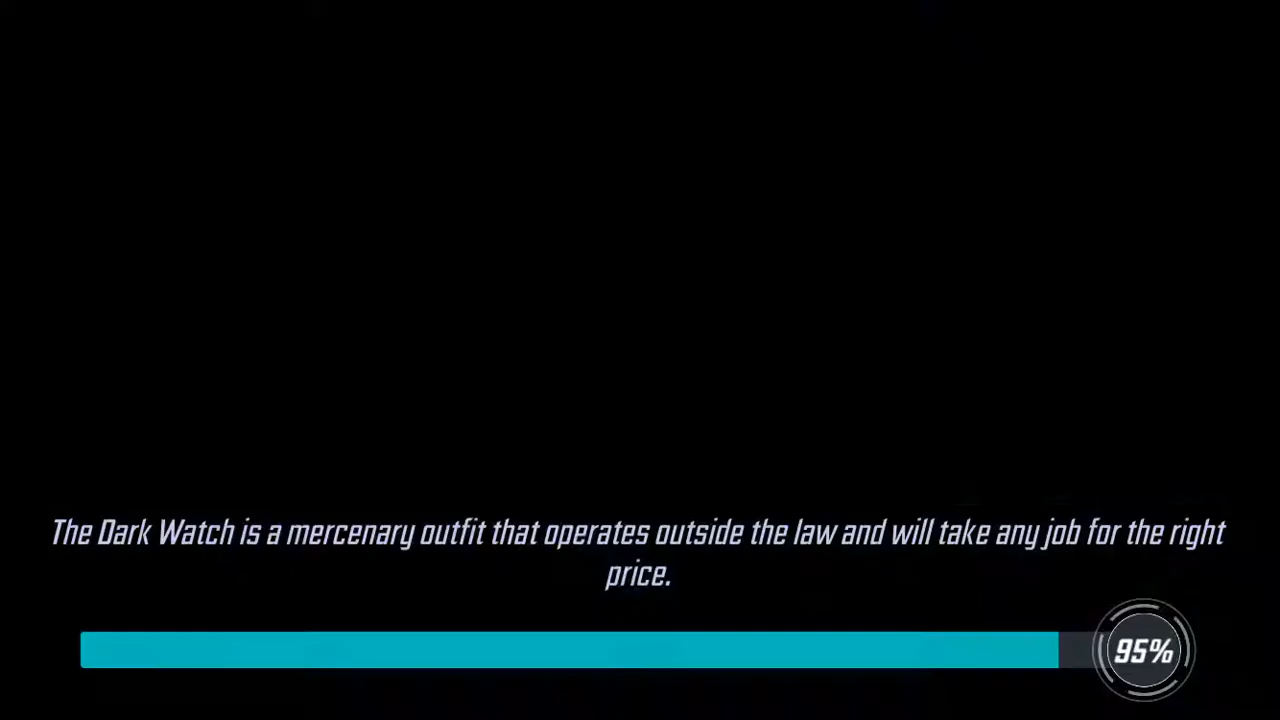 The Dark Watch is a mercenary outfit that operates outside the law and will take any job for the right
price.
95%